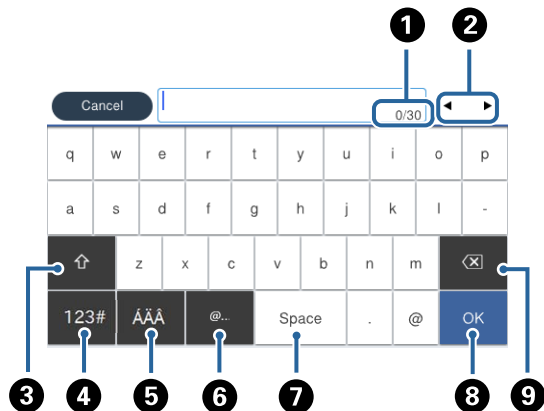 1 2
Cancel 0/30
q w e r t y u i o p
a s d f g h j k l -
z x c v b n m
123# ÁÄÂ @... Space . @ OK
3 4 5 6 7 8 9